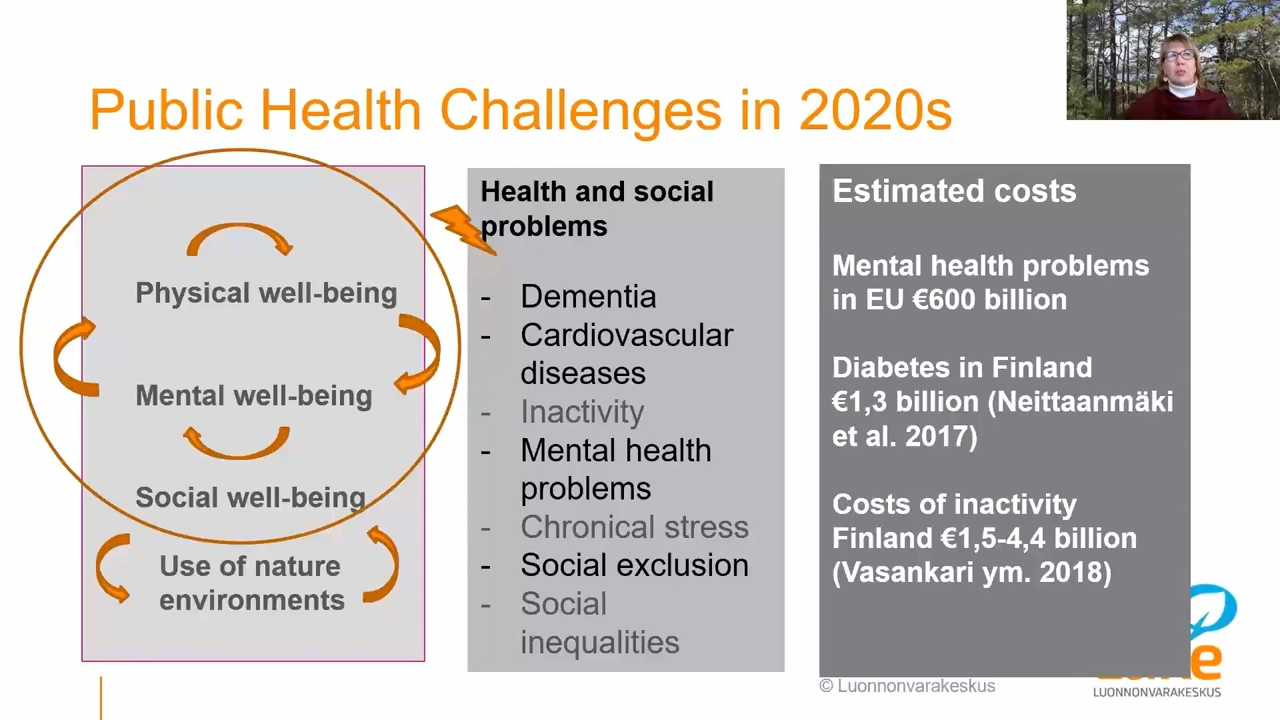 Public Health Challenges in 2020s
Physical well-being
Mental well-being
Social well-being
Use of nature
environments
Health and social
problems
- Dementia
- Cardiovascular
diseases
- Inactivity
- Mental health
problems
- Chronical stress
- Social exclusion
- Social
inequalities
Estimated costs
Mental health problems
in EU €600 billion
Diabetes in Finland
€1,3 billion (Neittaanmäki
et al. 2017)
Costs of inactivity
Finland €1,5-4,4 billion
(Vasankari ym. 2018)
© Luonnonvarakeskus
LUONNONVARAKESKUS